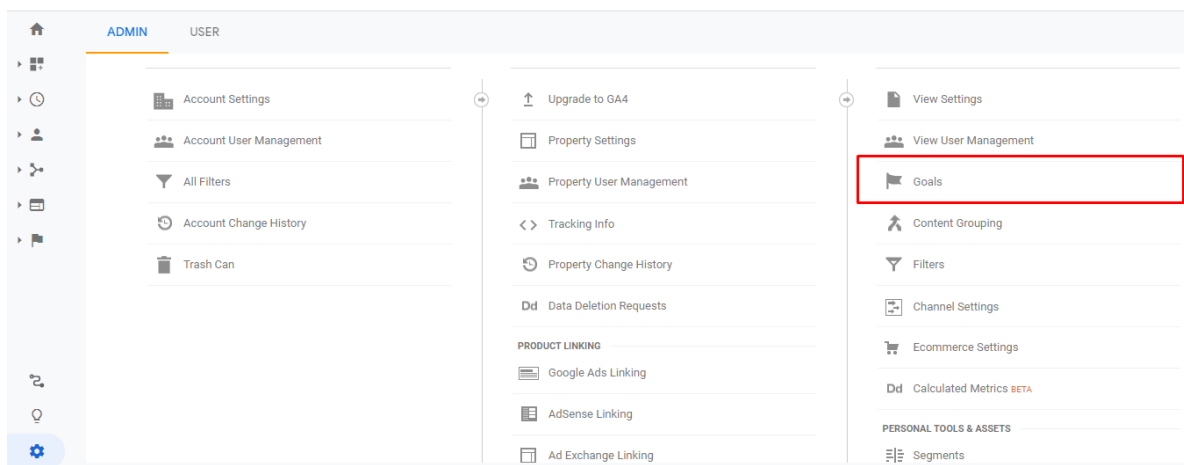 ADMIN
USER
Account Settings
Account User Management
All Filters
Account Change History
Trash Can
Upgrade to GA4
Property Settings
Property User Management
Tracking Info
Property Change History
Dd Data Deletion Requests
PRODUCT LINKING
Google Ads Linking
AdSense Linking
Ad Exchange Linking
View Settings
View User Management
Goals
Content Grouping
Filters
Channel Settings
Ecommerce Settings
Dd Calculated Metrics BETA
PERSONAL TOOLS & ASSETS
Segments